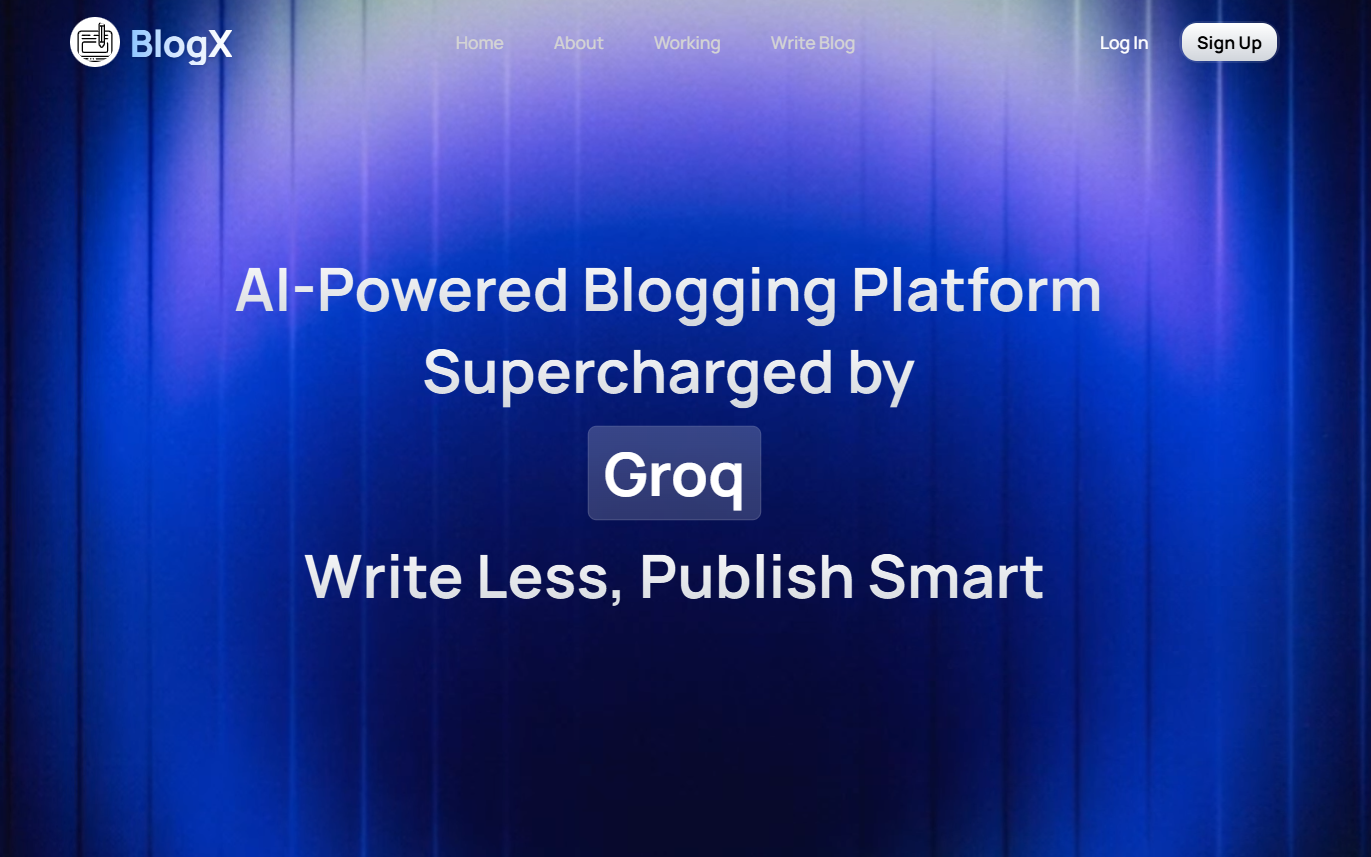 BlogX
Home About Working Write Blog
Log In Sign Up
AI-Powered Blogging Platform
Supercharged by
Groq
Write Less, Publish Smart